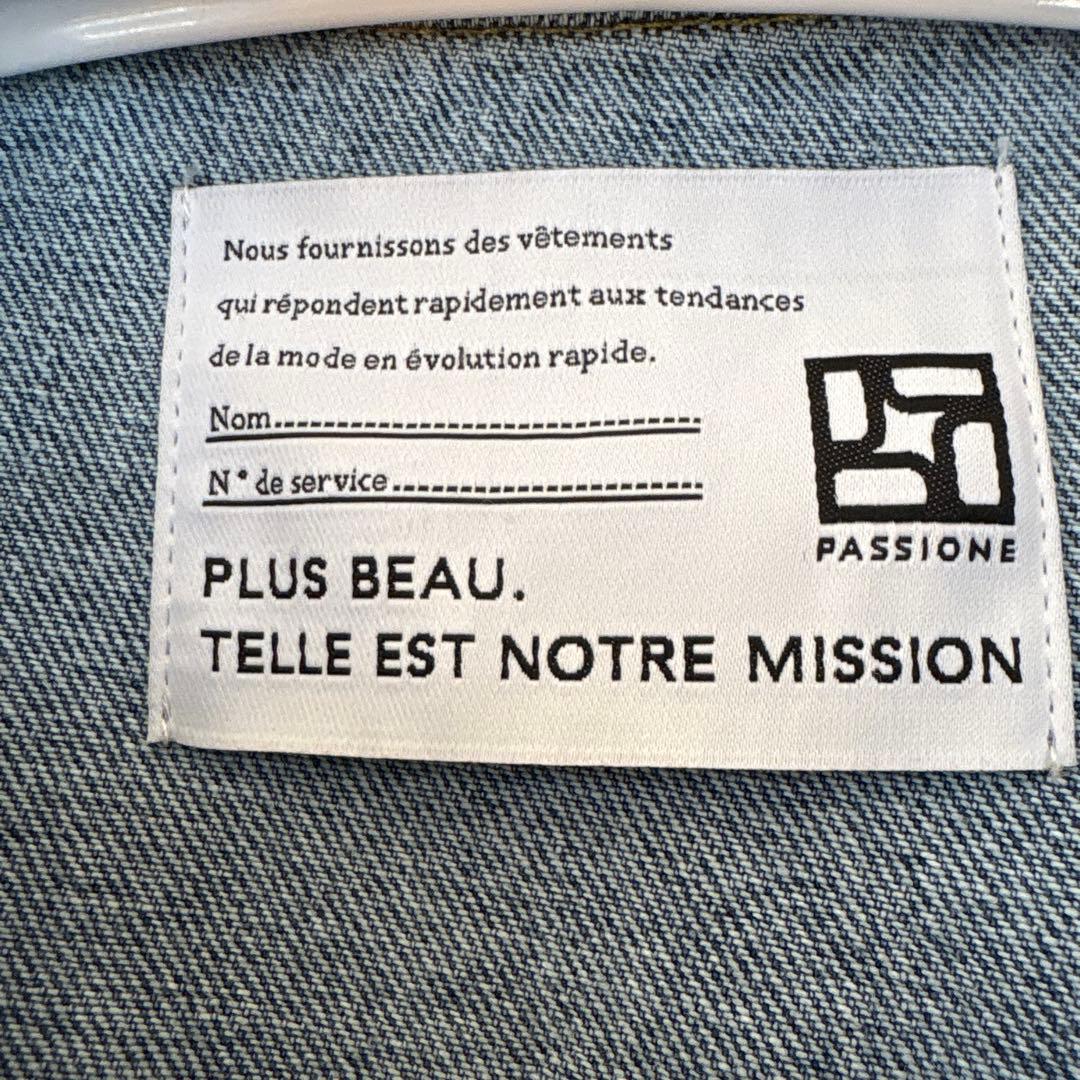 Nous fournissons des vêtements
qui répondent rapidement aux tendances
de la mode en évolution rapide.
Nom
N° de service
PASSIONE
PLUS BEAU.
TELLE EST NOTRE MISSION